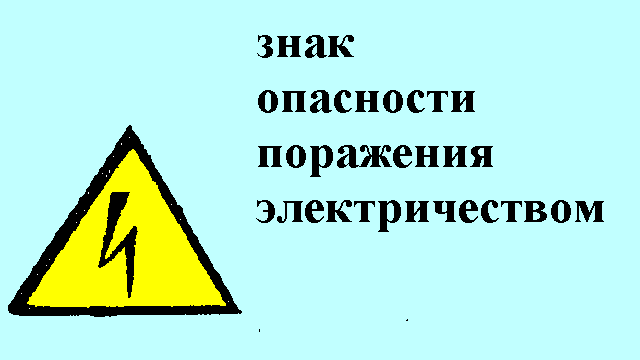 знак
опасности
поражения
электричеством